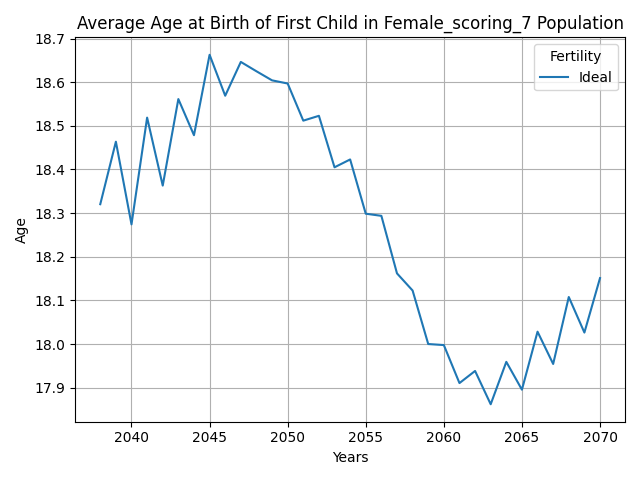 Average Age at Birth of First Child in Female_scoring_7 Population
Fertility
Ideal
18.7
18.6
18.5
18.4
18.3
18.2
18.1
18.0
17.9
Age
2040 2045 2050 2055 2060 2065 2070
Years